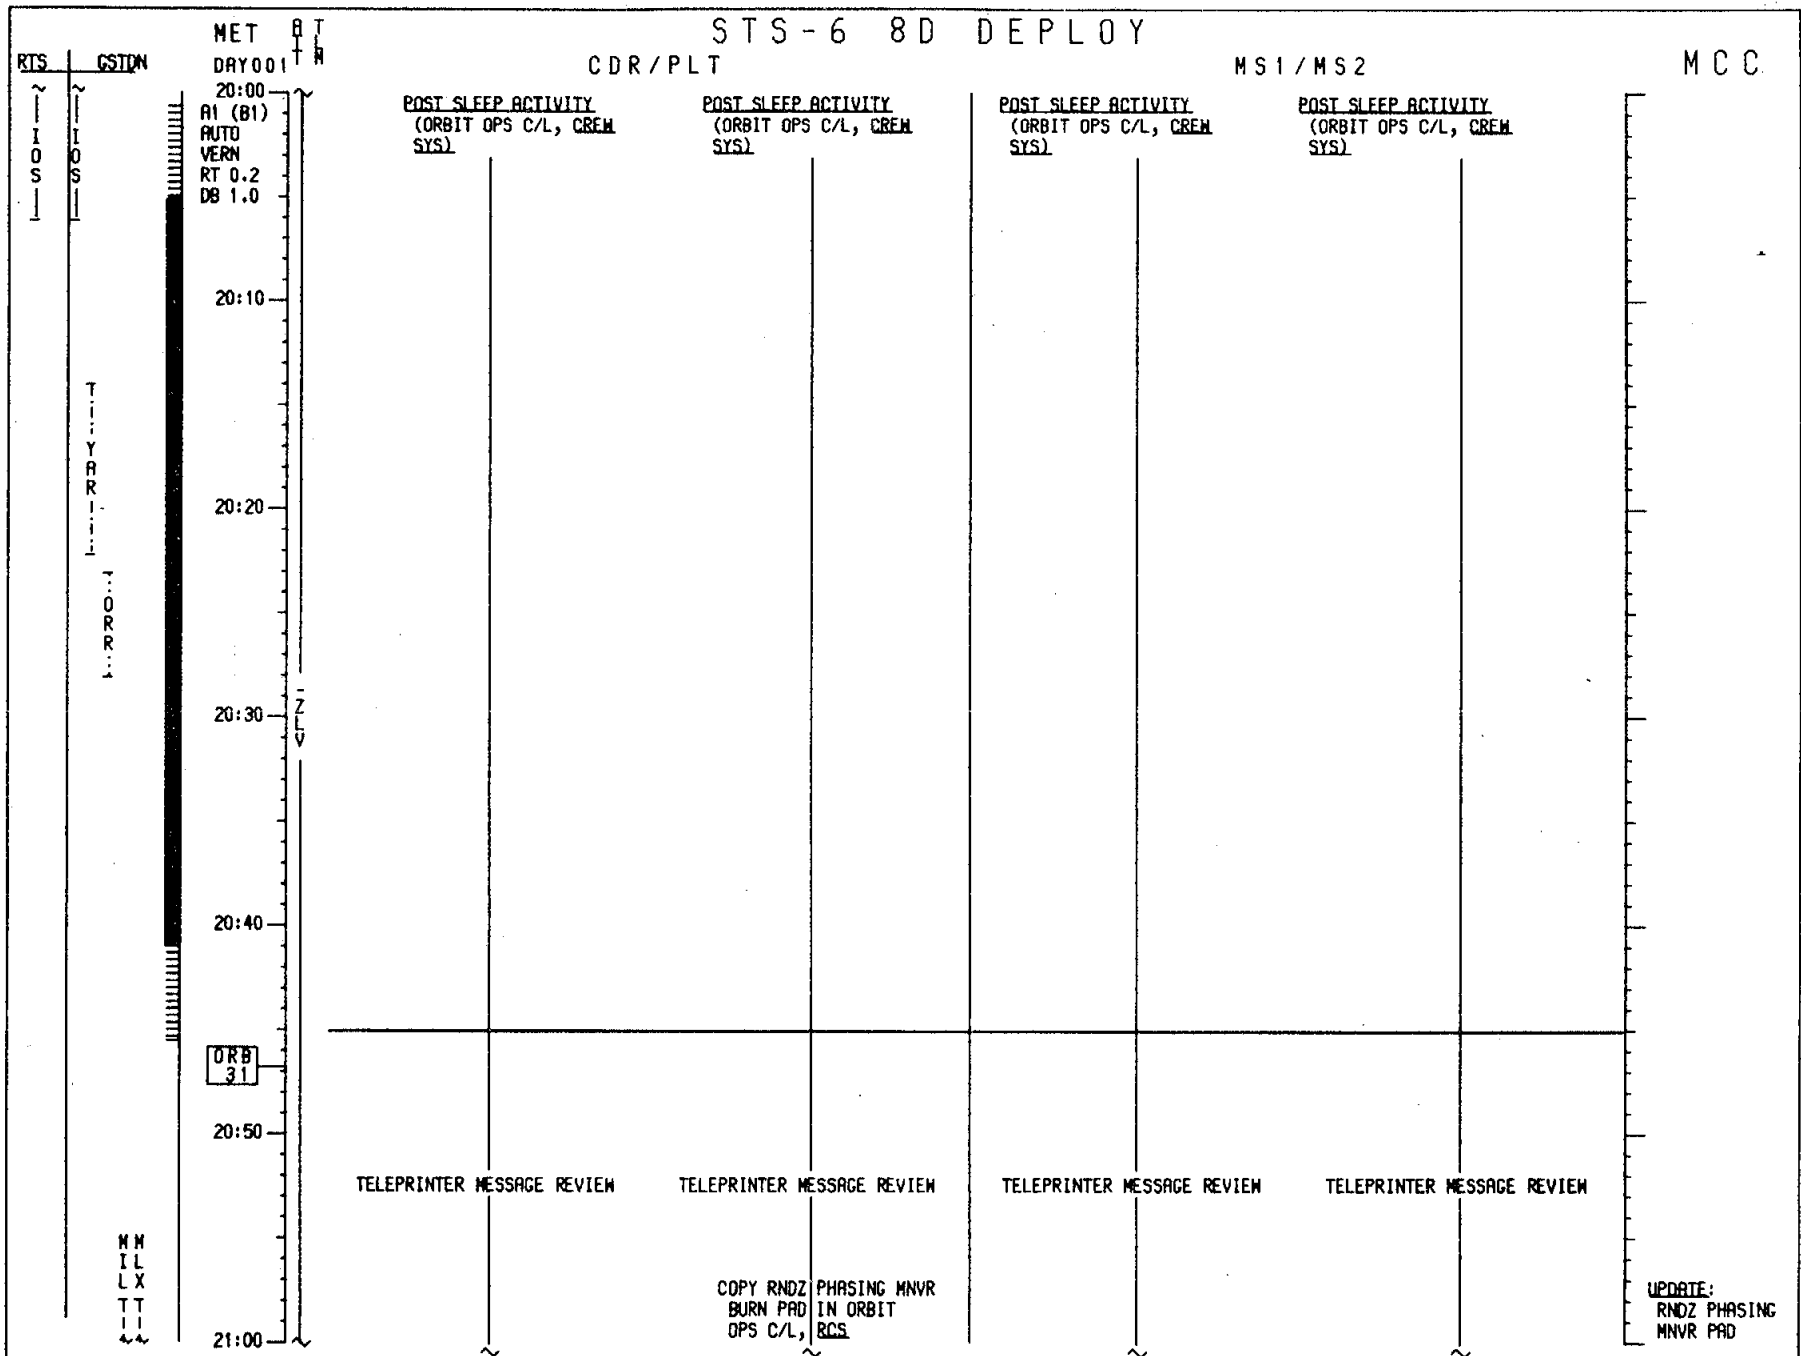 STS-6 8D DEPLOY
MET
ATT
TLM
RTS GSTDN
DAY001
CDR/PLT
MS1/MS2
MCC
20:00
A1 (B1)
AUTO
VERN
RT 0.2
DB 1.0
IOS
IOS
POST SLEEP ACTIVITY
(ORBIT OPS C/L, CREW
SYS)
POST SLEEP ACTIVITY
(ORBIT OPS C/L, CREW
SYS)
POST SLEEP ACTIVITY
(ORBIT OPS C/L, CREW
SYS)
POST SLEEP ACTIVITY
(ORBIT OPS C/L, CREW
SYS)
20:10
YAR
20:20
ORR
20:30
-ZLV
20:40
ORB
31
20:50
TELEPRINTER MESSAGE REVIEW
TELEPRINTER MESSAGE REVIEW
TELEPRINTER MESSAGE REVIEW
TELEPRINTER MESSAGE REVIEW
MIL
MLX
COPY RNDZ PHASING MNVR
BURN PAD IN ORBIT
OPS C/L, RCS
UPDATE:
RNDZ PHASING
MNVR PAD
21:00